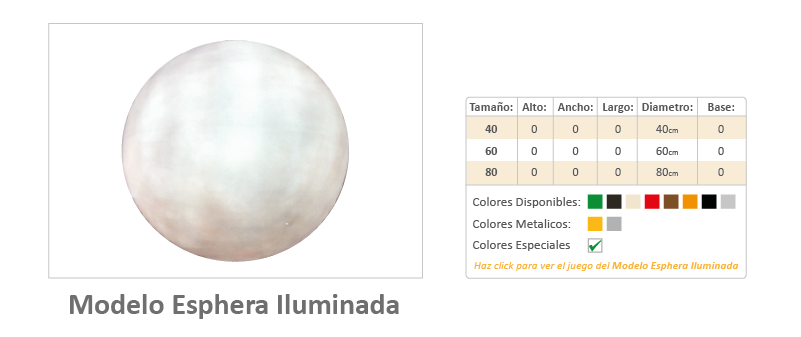 Modelo Esphera Iluminada
Tamaño: Alto: Ancho: Largo: Diametro: Base:
40 0 0 0 40cm 0
60 0 0 0 60cm 0
80 0 0 0 80cm 0
Colores Disponibles:
Colores Metalicos:
Colores Especiales
Haz click para ver el juego del Modelo Esphera Iluminada